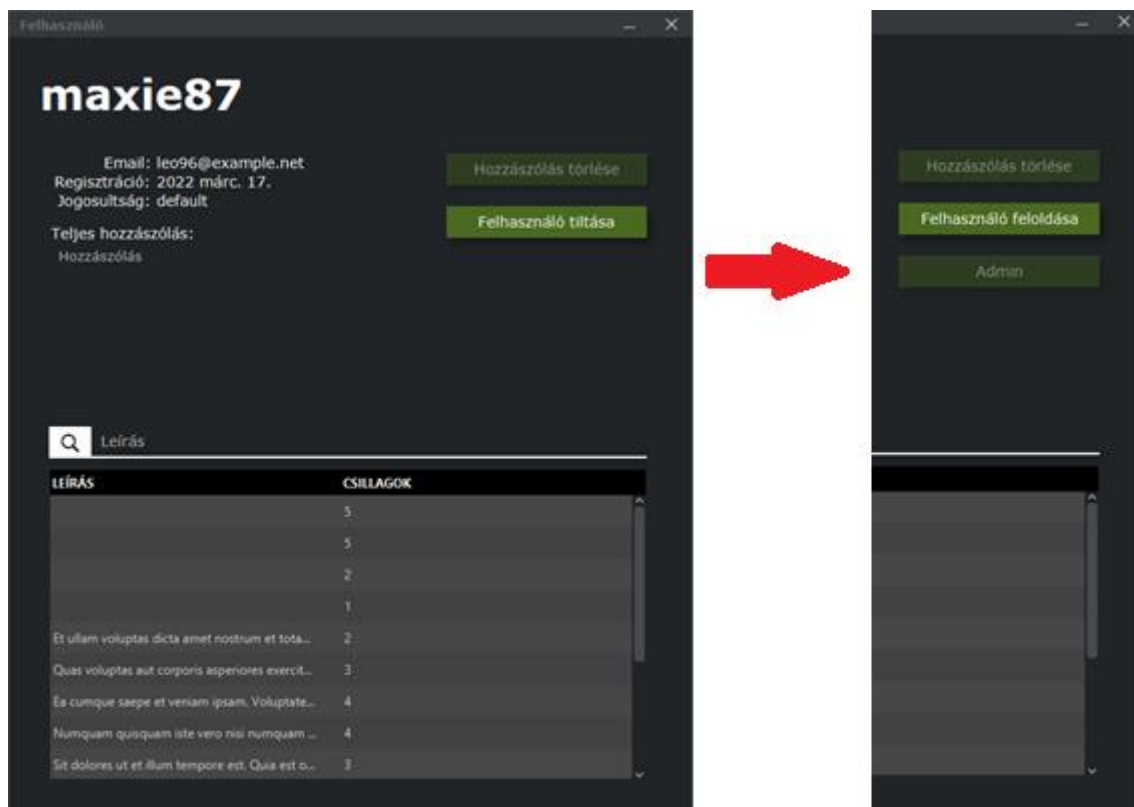 Felhasználó
maxie87
Email: leo96@example.net
Regisztráció: 2022 márc. 17.
Jogosultság: default
Teljes hozzászólás:
Hozzászólás
Hozzászólás törlése
Felhasználó tiltása
Leírás
LEÍRÁS CSILLAGOK
5
5
2
1
Et ullam voluptas dicta amet nostrum et tota... 2
Quas voluptas aut corporis asperiores exercit... 3
Ea cumque saepe et veniam ipsam. Voluptate... 4
Numquam quisquam iste vero nisi numquam ... 4
Sit dolores ut et illum tempore est. Quia est o... 3
Hozzászólás törlése
Felhasználó feloldása
Admin